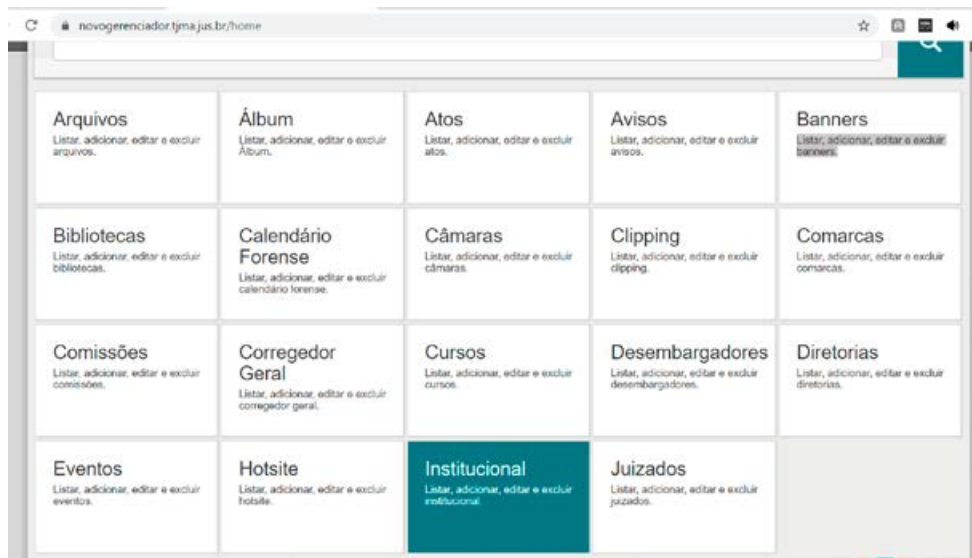 novogerenciador.tjma.jus.br/home
Arquivos
Listar, adicionar, editar e excluir
arquivos.
Álbum
Listar, adicionar, editar e excluir
Álbum.
Atos
Listar, adicionar, editar e excluir
atos.
Avisos
Listar, adicionar, editar e excluir
avisos.
Banners
Listar, adicionar, editar e excluir
banners.
Bibliotecas
Listar, adicionar, editar e excluir
bibliotecas.
Calendário
Forense
Listar, adicionar, editar e excluir
calendário forense.
Câmaras
Listar, adicionar, editar e excluir
câmaras.
Clipping
Listar, adicionar, editar e excluir
clipping.
Comarcas
Listar, adicionar, editar e excluir
comarcas.
Comissões
Listar, adicionar, editar e excluir
comissões.
Corregedor
Geral
Listar, adicionar, editar e excluir
corregedor geral.
Cursos
Listar, adicionar, editar e excluir
cursos.
Desembargadores
Listar, adicionar, editar e excluir
desembargadores.
Diretorias
Listar, adicionar, editar e excluir
diretorias.
Eventos
Listar, adicionar, editar e excluir
eventos.
Hotsite
Listar, adicionar, editar e excluir
hotsite.
Institucional
Listar, adicionar, editar e excluir
institucional.
Juizados
Listar, adicionar, editar e excluir
juizados.